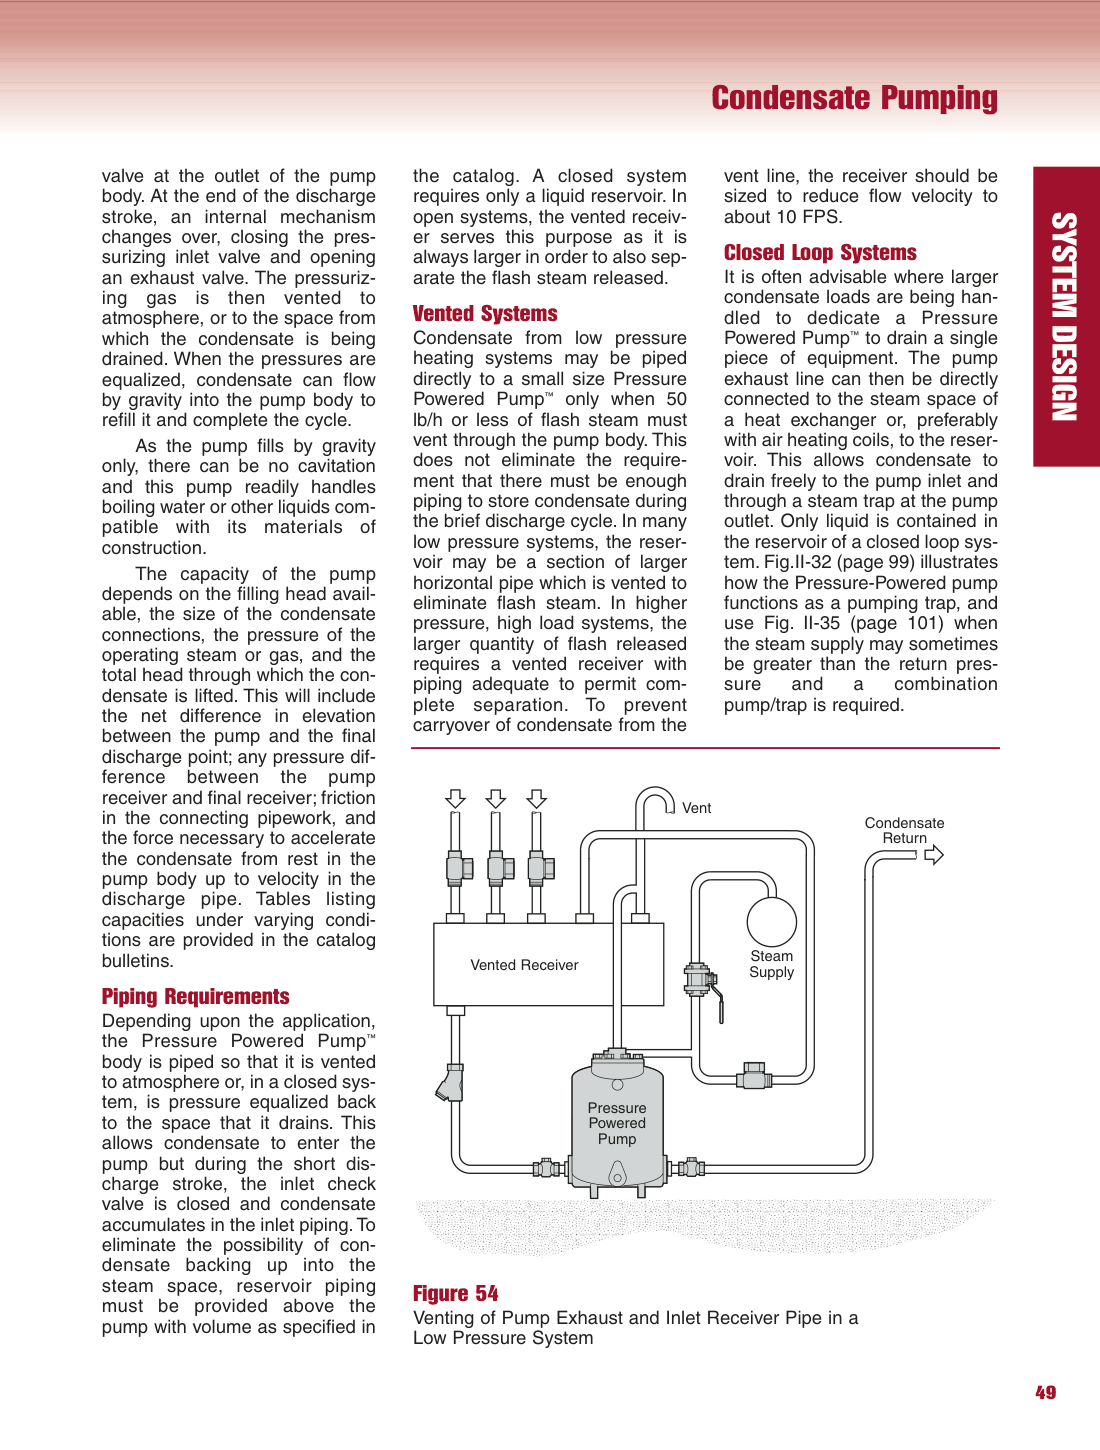 Condensate Pumping
valve at the outlet of the pump
body. At the end of the discharge
stroke, an internal mechanism
changes over, closing the pres-
surizing inlet valve and opening
an exhaust valve. The pressuriz-
ing gas is then vented to
atmosphere, or to the space from
which the condensate is being
drained. When the pressures are
equalized, condensate can flow
by gravity into the pump body to
refill it and complete the cycle.
As the pump fills by gravity
only, there can be no cavitation
and this pump readily handles
boiling water or other liquids com-
patible with its materials of
construction.
The capacity of the pump
depends on the filling head avail-
able, the size of the condensate
connections, the pressure of the
operating steam or gas, and the
total head through which the con-
densate is lifted. This will include
the net difference in elevation
between the pump and the final
discharge point; any pressure dif-
ference between the pump
receiver and final receiver; friction
in the connecting pipework, and
the force necessary to accelerate
the condensate from rest in the
pump body up to velocity in the
discharge pipe. Tables listing
capacities under varying condi-
tions are provided in the catalog
bulletins.
Piping Requirements
Depending upon the application,
the Pressure Powered Pump™
body is piped so that it is vented
to atmosphere or, in a closed sys-
tem, is pressure equalized back
to the space that it drains. This
allows condensate to enter the
pump but during the short dis-
charge stroke, the inlet check
valve is closed and condensate
accumulates in the inlet piping. To
eliminate the possibility of con-
densate backing up into the
steam space, reservoir piping
must be provided above the
pump with volume as specified in
the catalog. A closed system
requires only a liquid reservoir. In
open systems, the vented receiv-
er serves this purpose as it is
always larger in order to also sep-
arate the flash steam released.
Vented Systems
Condensate from low pressure
heating systems may be piped
directly to a small size Pressure
Powered Pump™ only when 50
lb/h or less of flash steam must
vent through the pump body. This
does not eliminate the require-
ment that there must be enough
piping to store condensate during
the brief discharge cycle. In many
low pressure systems, the reser-
voir may be a section of larger
horizontal pipe which is vented to
eliminate flash steam. In higher
pressure, high load systems, the
larger quantity of flash released
requires a vented receiver with
piping adequate to permit com-
plete separation. To prevent
carryover of condensate from the
vent line, the receiver should be
sized to reduce flow velocity to
about 10 FPS.
Closed Loop Systems
It is often advisable where larger
condensate loads are being han-
dled to dedicate a Pressure
Powered Pump™ to drain a single
piece of equipment. The pump
exhaust line can then be directly
connected to the steam space of
a heat exchanger or, preferably
with air heating coils, to the reser-
voir. This allows condensate to
drain freely to the pump inlet and
through a steam trap at the pump
outlet. Only liquid is contained in
the reservoir of a closed loop sys-
tem. Fig.II-32 (page 99) illustrates
how the Pressure-Powered pump
functions as a pumping trap, and
use Fig. II-35 (page 101) when
the steam supply may sometimes
be greater than the return pres-
sure and a combination
pump/trap is required.
SYSTEM DESIGN
Vent
Condensate
Return
Steam
Supply
Vented Receiver
Pressure
Powered
Pump
Figure 54
Venting of Pump Exhaust and Inlet Receiver Pipe in a
Low Pressure System
49